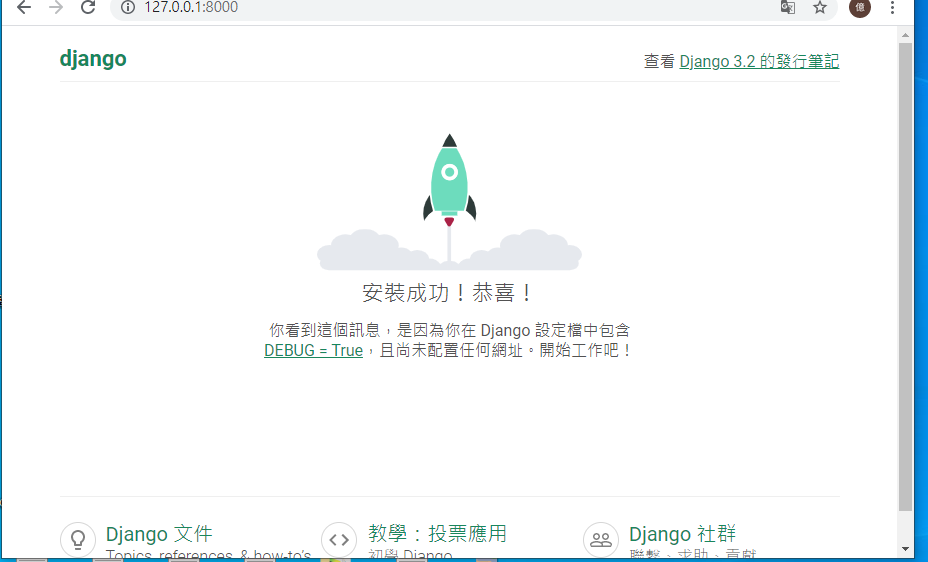 127.0.0.1:8000
億
django
查看 Django 3.2 的發行筆記
安裝成功！恭喜！
你看到這個訊息，是因為你在 Django 設定檔中包含
DEBUG = True，且尚未配置任何網址。開始工作吧！
Django 文件
Topics, references, & how-to's
教學：投票應用
初學 Django
Django 社群
聯繫、求助、貢獻